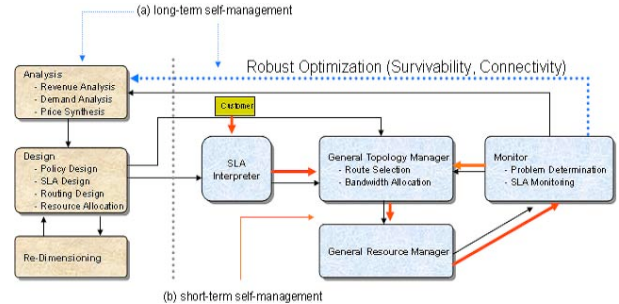 (a) long-term self-management
Robust Optimization (Survivability, Connectivity)
Analysis
- Revenue Analysis
- Demand Analysis
- Price Synthesis
Customer
Design
- Policy Design
- SLA Design
- Routing Design
- Resource Allocation
SLA
Interpreter
General Topology Manager
- Route Selection
- Bandwidth Allocation
Monitor
- Problem Determination
- SLA Monitoring
Re-Dimensioning
General Resource Manager
(b) short-term self-management